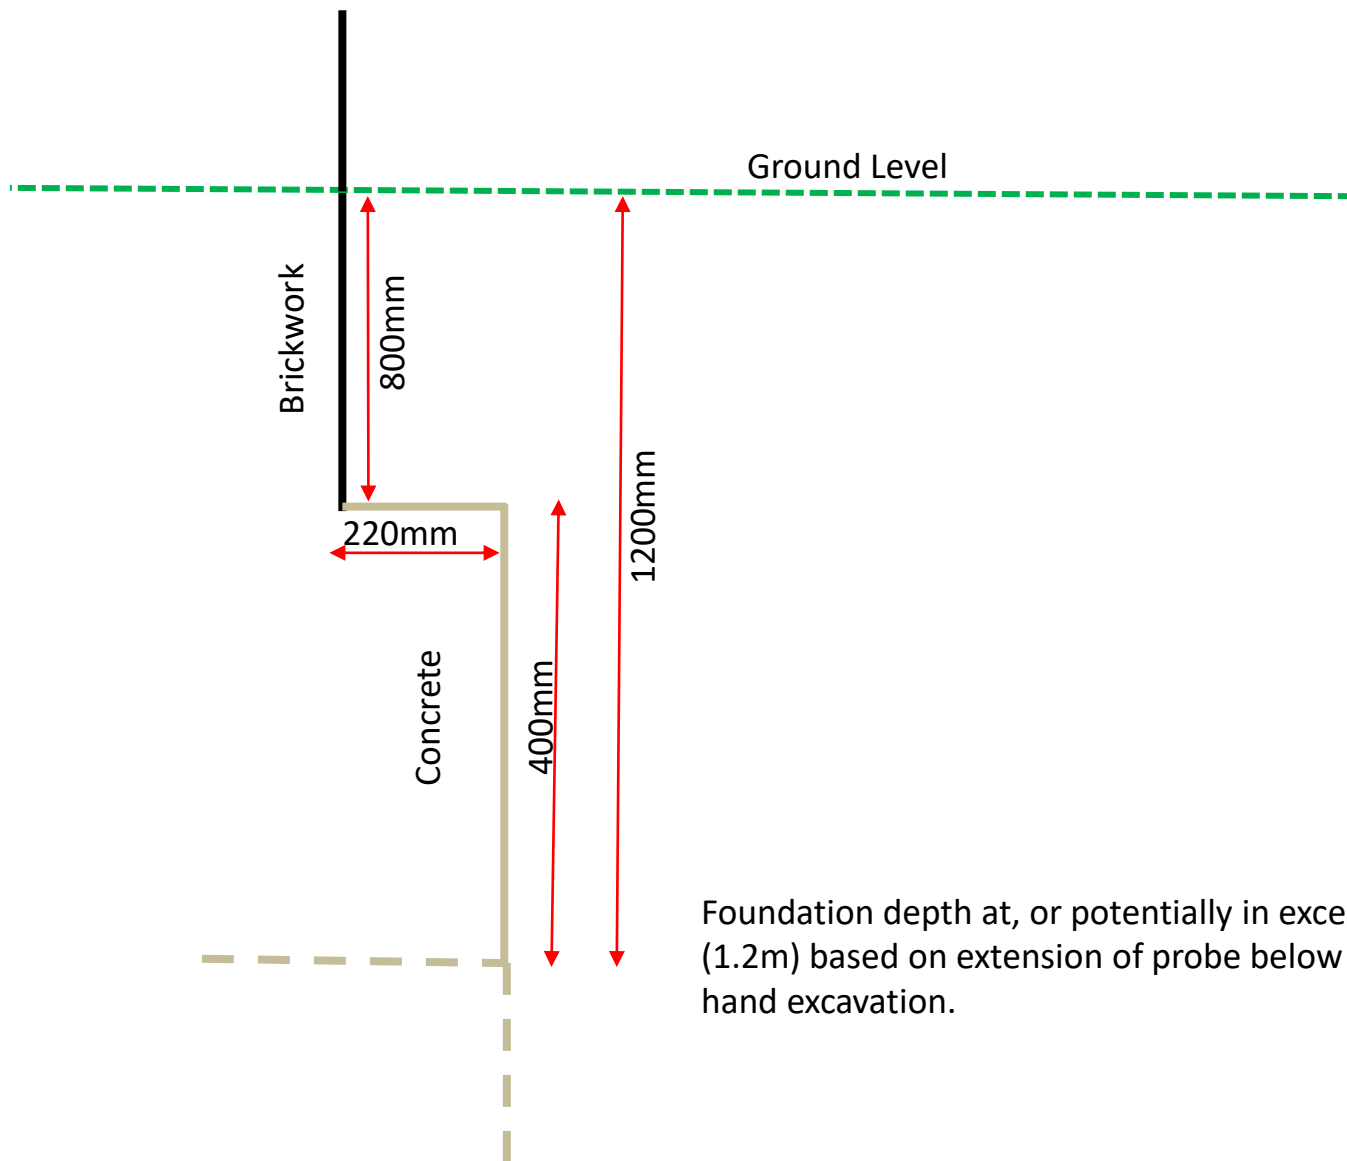 Ground Level
Brickwork
800mm
220mm
1200mm
Concrete
400mm
Foundation depth at, or potentially in
(1.2m) based on extension of probe below
hand excavation.